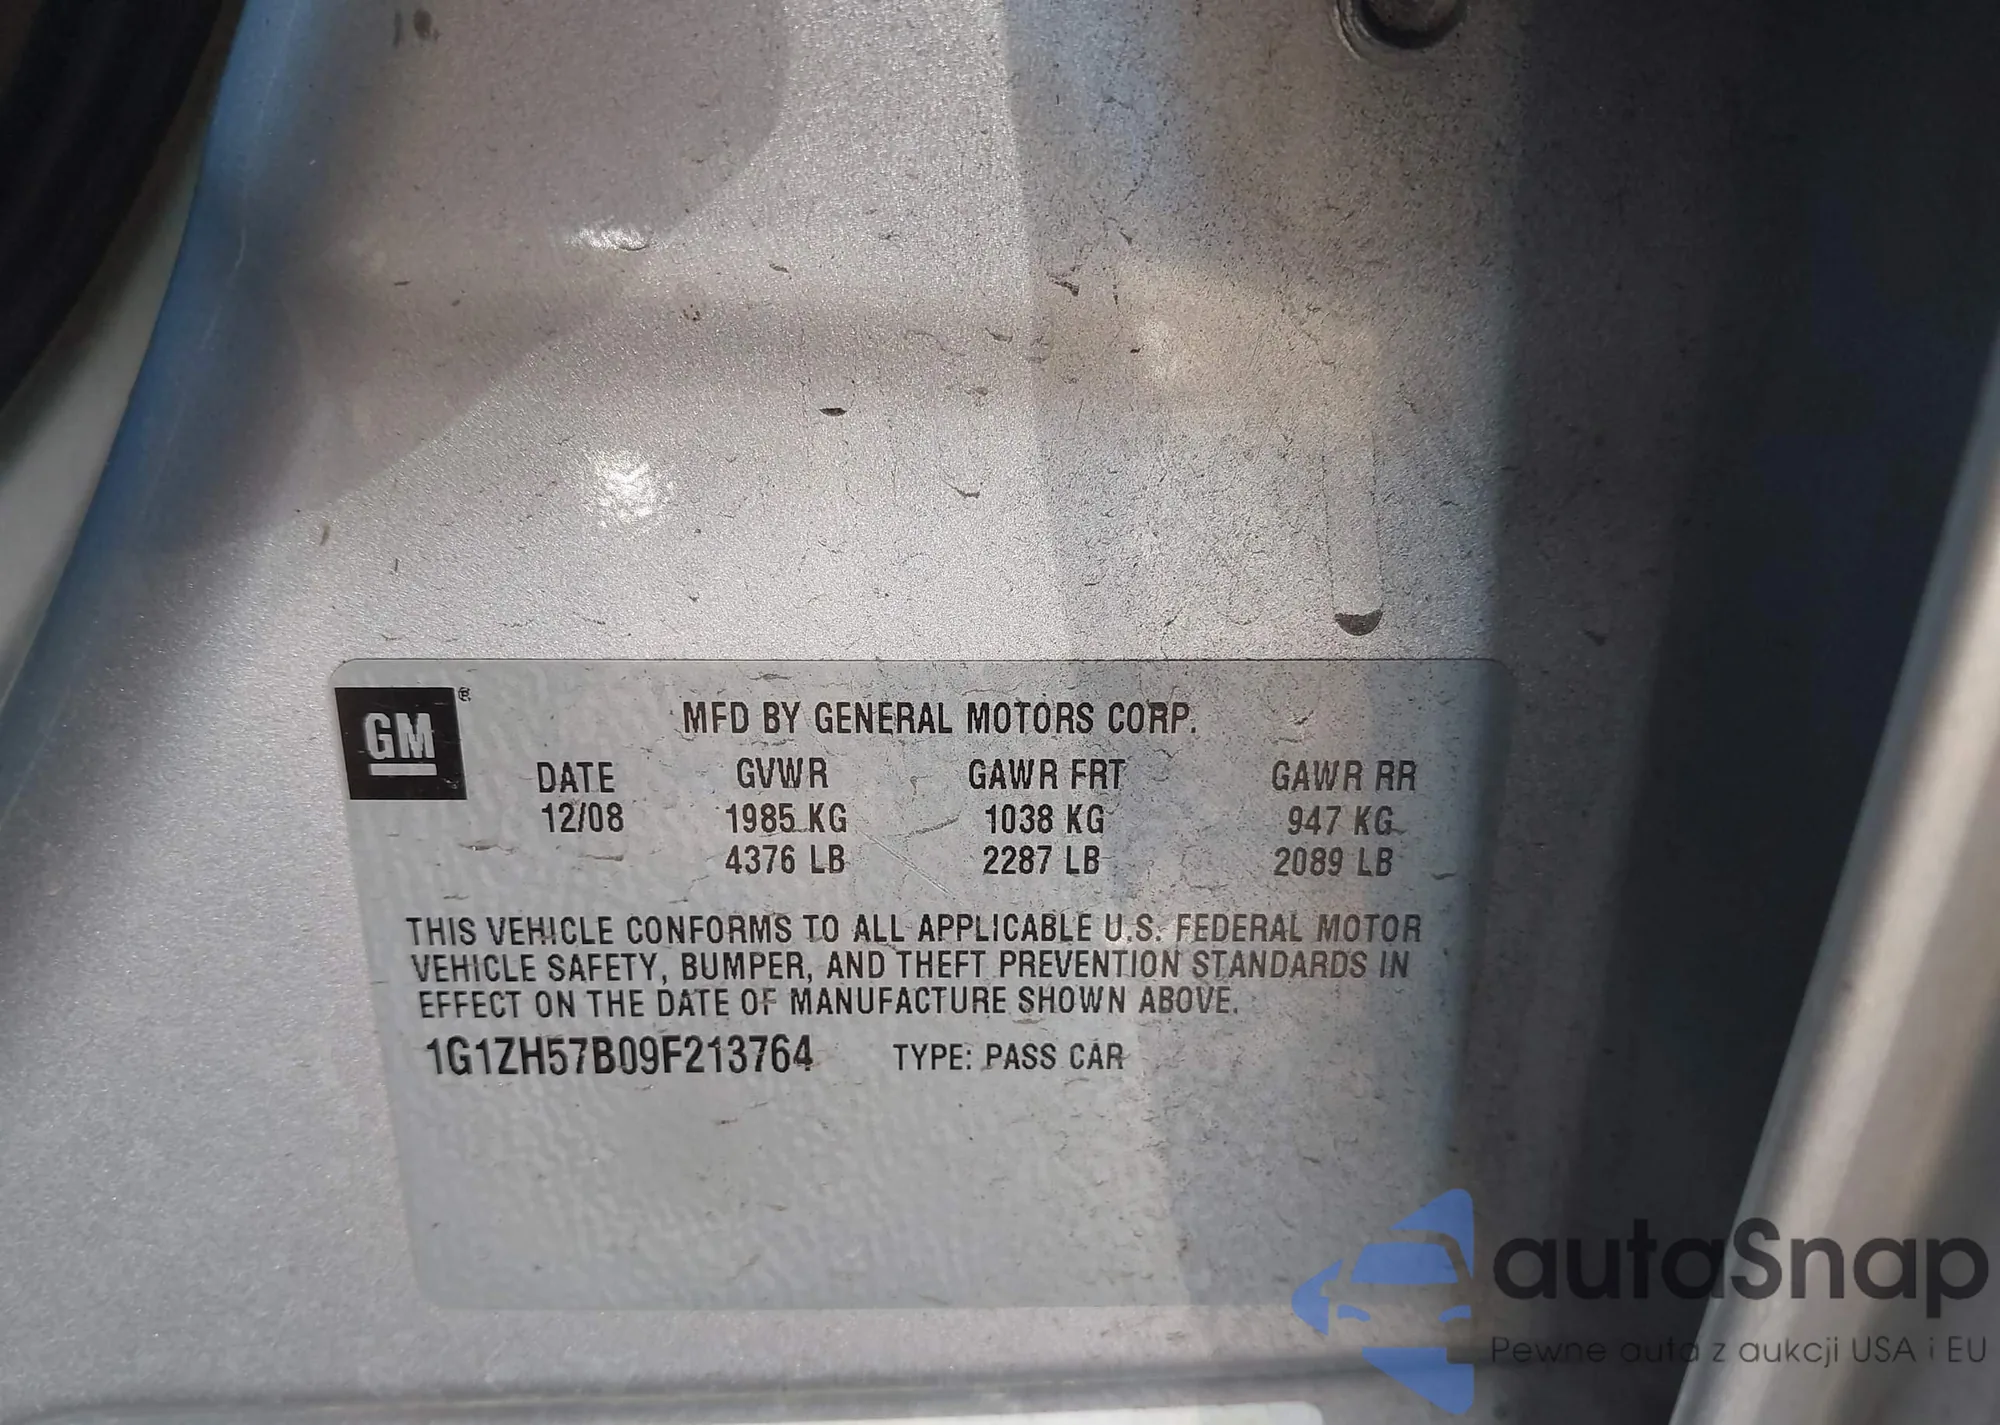 GM ®
MFD BY GENERAL MOTORS CORP.
DATE GVWR GAWR FRT GAWR RR
12/08 1985 KG 1038 KG 947 KG
4376 LB 2287 LB 2089 LB
THIS VEHICLE CONFORMS TO ALL APPLICABLE U.S. FEDERAL MOTOR
VEHICLE SAFETY, BUMPER, AND THEFT PREVENTION STANDARDS IN
EFFECT ON THE DATE OF MANUFACTURE SHOWN ABOVE.
1G1ZH57B09F213764 TYPE: PASS CAR
autaSnap
Pewne auta z aukcji USA i EU